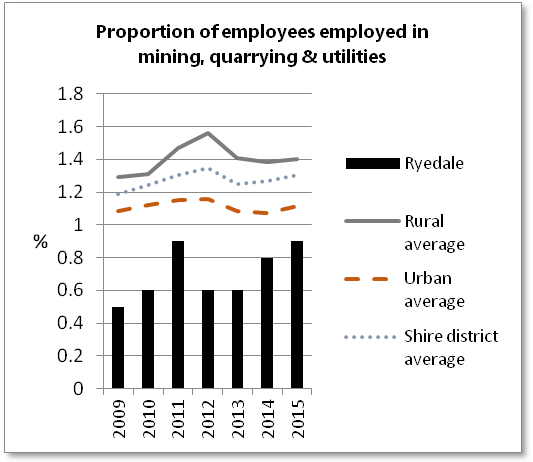 Proportion of employees employed in
mining, quarrying & utilities
1.8
1.6
1.4
1.2
1
0.8
0.6
0.4
0.2
0
%
2009
2010
2011
2012
2013
2014
2015
Ryedale
Rural
average
Urban
average
Shire district
average